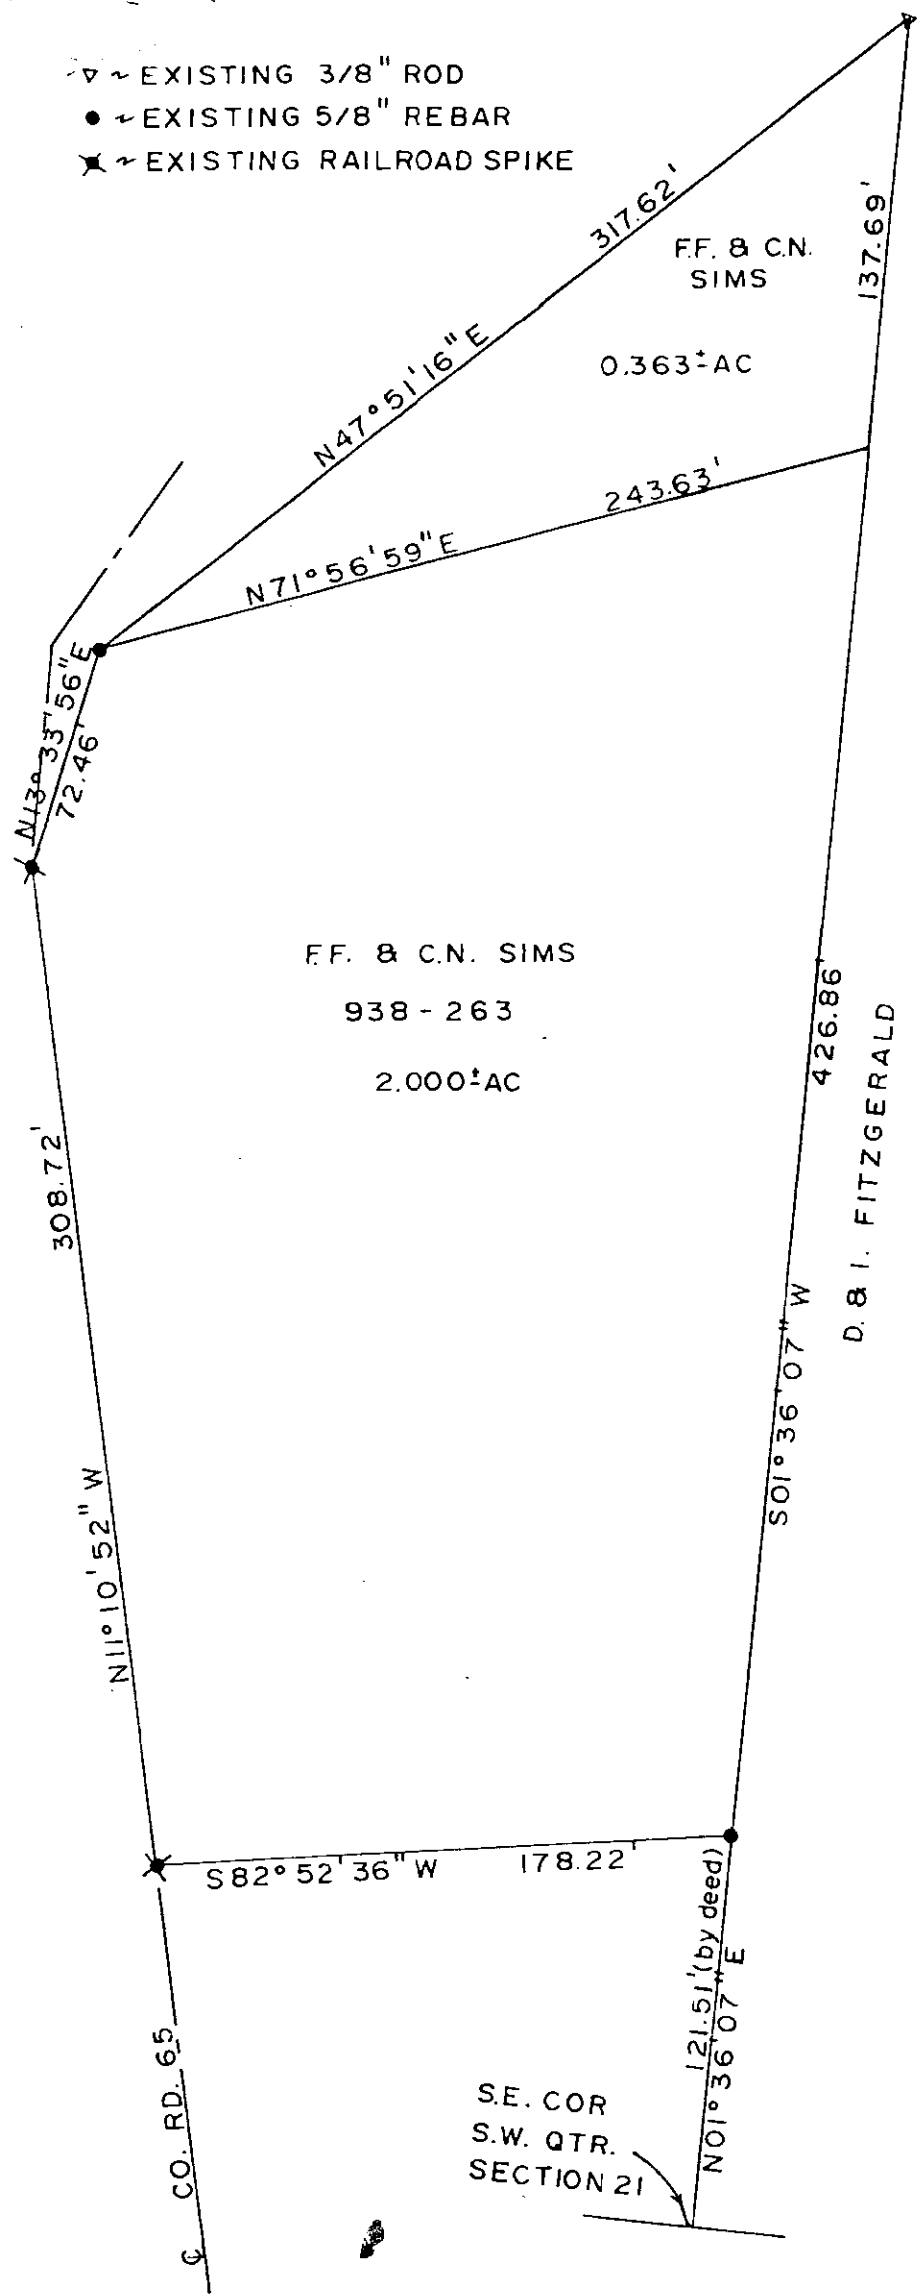 ▽ ~ EXISTING 3/8" ROD
● ~ EXISTING 5/8" REBAR
~ EXISTING RAILROAD SPIKE
317.62'
137.69'
F.F. & C.N.
SIMS
0.363±AC
N47°51'16"E
243.63'
N71°56'59"E
N13°33'56"E
72.46'
F.F. & C.N. SIMS
938-263
2.000±AC
426.86'
D. & I. FITZGERALD
308.72'
S01°36'07"W
N11°10'52"W
S82°52'36"W
178.22'
121.51'(by deed)
N01°36'07"E
℄ CO. RD. 65
S.E. COR
S.W. QTR.
SECTION 21